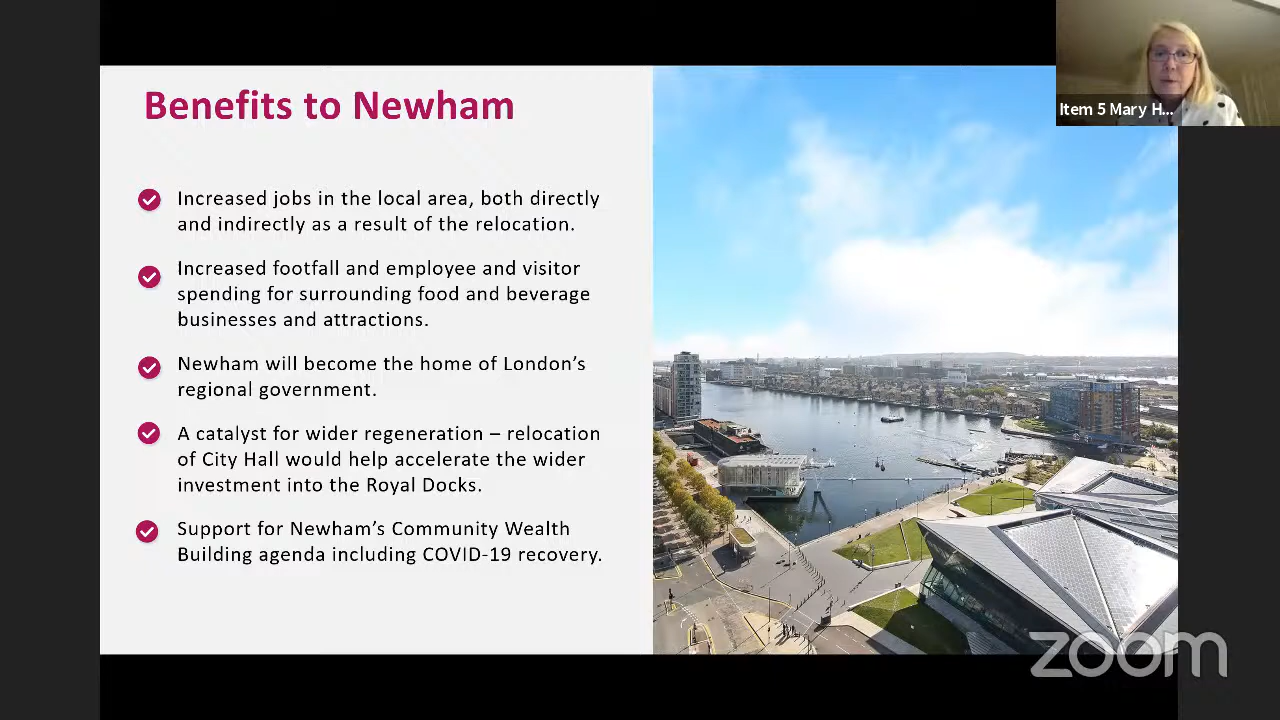 Benefits to Newham
Increased jobs in the local area, both directly
and indirectly as a result of the relocation.
Increased footfall and employee and visitor
spending for surrounding food and beverage
businesses and attractions.
Newham will become the home of London’s
regional government.
A catalyst for wider regeneration – relocation
of City Hall would help accelerate the wider
investment into the Royal Docks.
Support for Newham’s Community Wealth
Building agenda including COVID-19 recovery.
Item 5 Mary H...
zoom